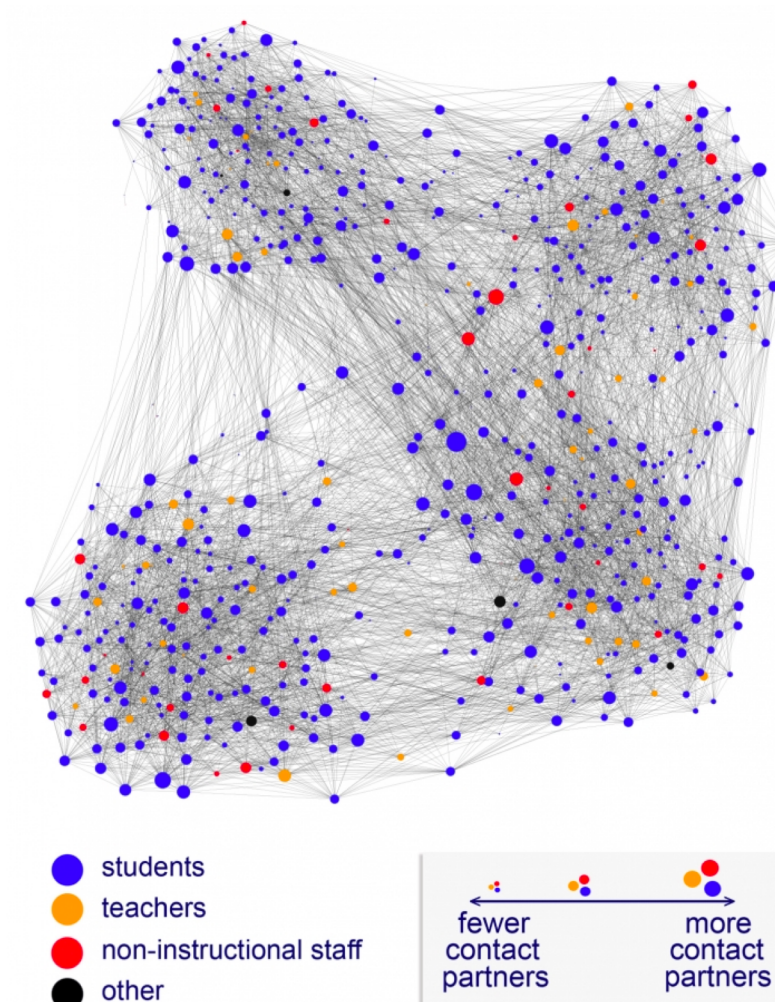 students
teachers
non-instructional staff
other
fewer
contact
partners
more
contact
partners